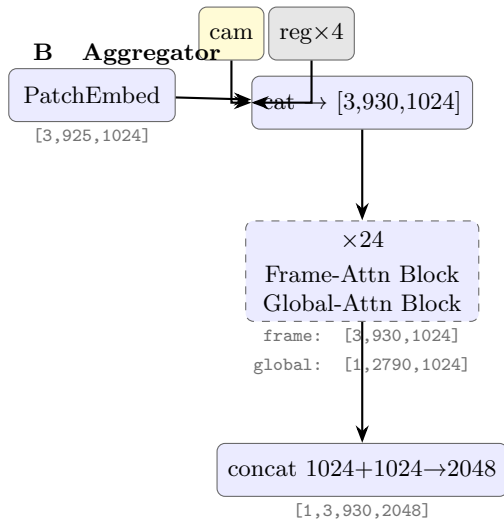 cam
reg×4
B Aggregator
PatchEmbed
cat → [3,930,1024]
[3,925,1024]
×24
Frame-Attn Block
Global-Attn Block
frame: [3,930,1024]
global: [1,2790,1024]
concat 1024+1024→2048
[1,3,930,2048]